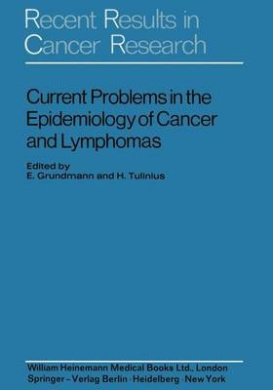 Recent Results in
Cancer Research
Current Problems in the
Epidemiology of Cancer
and Lymphomas
Edited by
E. Grundmann and H. Tulinius
William Heinemann Medical Books Ltd., London
Springer-Verlag Berlin·Heidelberg·New York